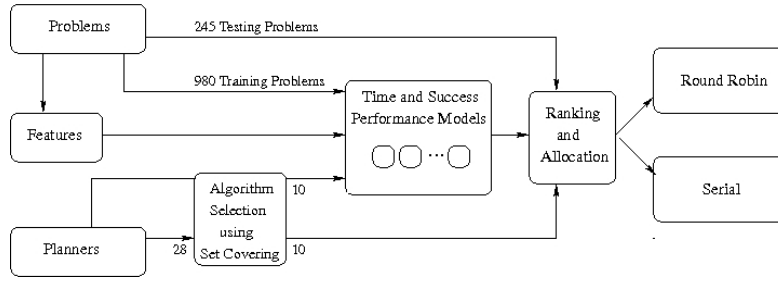 Problems
245 Testing Problems
980 Training Problems
Features
Time and Success
Performance Models
...
Ranking
and
Allocation
Round Robin
Serial
Planners
28
Algorithm
Selection
using
Set Covering
10
10